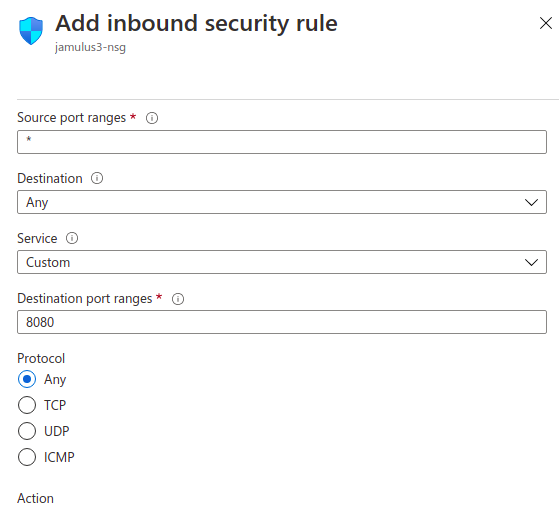 Add inbound security rule
jamulus3-nsg
Source port ranges *
*
Destination
Any
Service
Custom
Destination port ranges *
8080
Protocol
Any
TCP
UDP
ICMP
Action